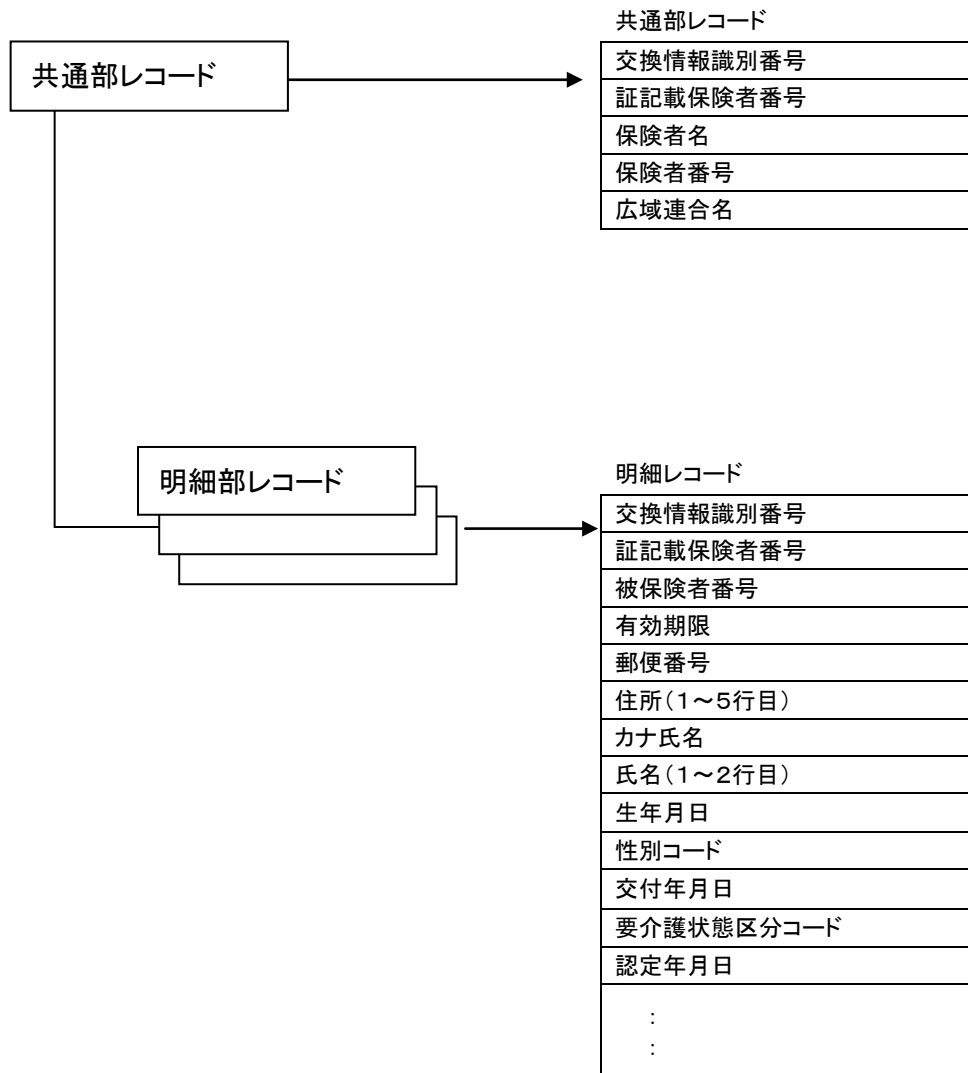 共通部レコード
共通部レコード
交換情報識別番号
証記載保険者番号
保険者名
保険者番号
広域連合名
明細部レコード
明細レコード
交換情報識別番号
証記載保険者番号
被保険者番号
有効期限
郵便番号
住所(1～5行目)
カナ氏名
氏名(1～2行目)
生年月日
性別コード
交付年月日
要介護状態区分コード
認定年月日
:
: